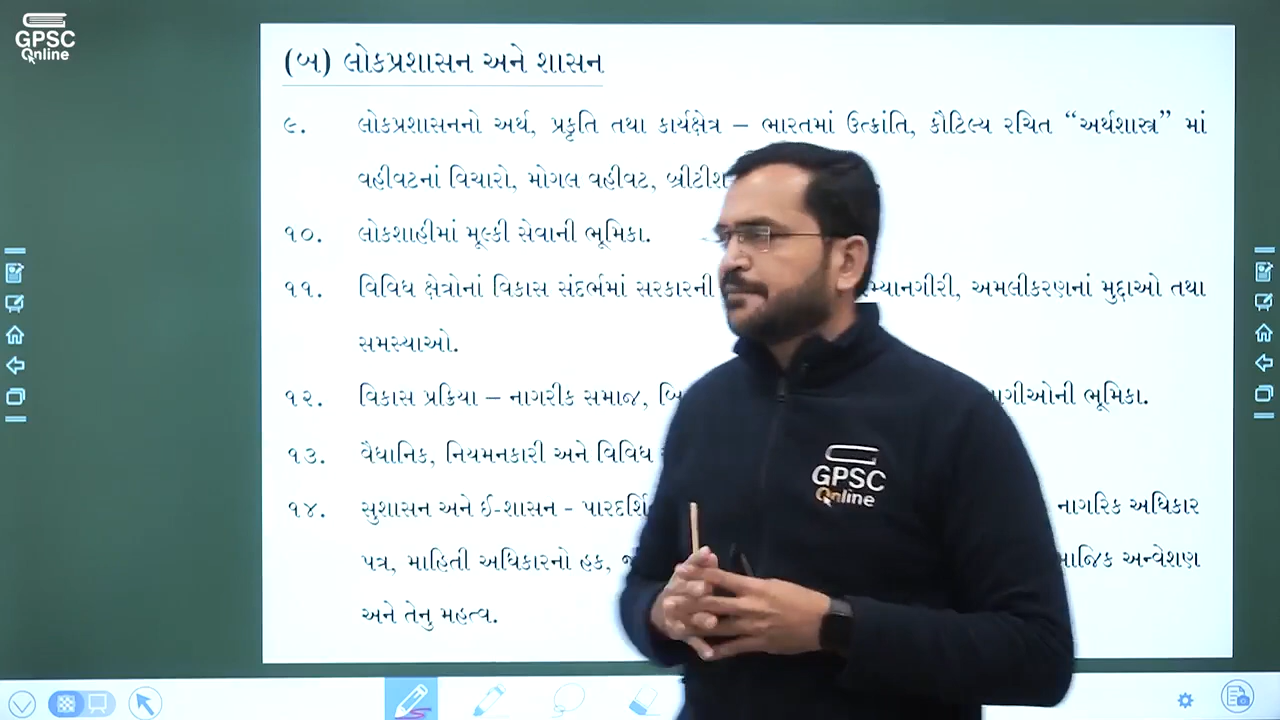 GPSC
Online
(બ) લોકપ્રશાસન અને શાસન
૯. લોકપ્રશાસનનો અર્થ, પ્રકૃતિ તથા કાર્યક્ષેત્ર – ભારતમાં ઉત્ક્રાંતિ, કૌટિલ્ય રચિત “અર્થશાસ્ત્ર” માં
વહીવટનાં વિચારો, મોગલ વહીવટ, બ્રીટીશ
૧૦. લોકશાહીમાં મૂલ્કી સેવાની ભૂમિકા.
૧૧. વિવિધ ક્ષેત્રોનાં વિકાસ સંદર્ભમાં સરકારની મ્યાનગીરી, અમલીકરણનાં મુદ્દાઓ તથા
સમસ્યાઓ.
૧૨. વિકાસ પ્રક્રિયા – નાગરીક સમાજ, ગીઓની ભૂમિકા.
૧૩. વૈધાનિક, નિયમનકારી અને વિવિધ
૧૪. સુશાસન અને ઈ-શાસન - પારદર્શિ નાગરિક અધિકાર
પત્ર, માહિતી અધિકારનો હક, માજિક અન્વેશણ
અને તેનુ મહત્વ.
GPSC
Online